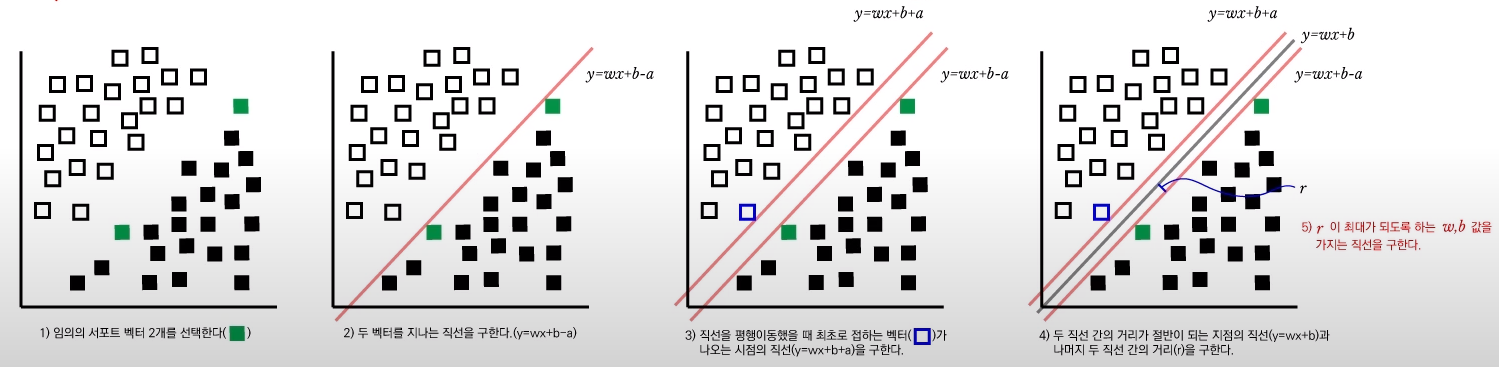 y=wx+b-a
y=wx+b+a
y=wx+b-a
y=wx+b+a
y=wx+b
y=wx+b-a
r
1) 임의의 서포트 벡터 2개를 선택한다( )
2) 두 벡터를 지나는 직선을 구한다.(y=wx+b-a)
3) 직선을 평행이동했을 때 최초로 접하는 벡터( )가
나오는 시점의 직선(y=wx+b+a)을 구한다.
4) 두 직선 간의 거리가 절반이 되는 지점의 직선(y=wx+b)과
나머지 두 직선 간의 거리(r)을 구한다.
5) r 이 최대가 되도록 하는 w,b 값을
가지는 직선을 구한다.